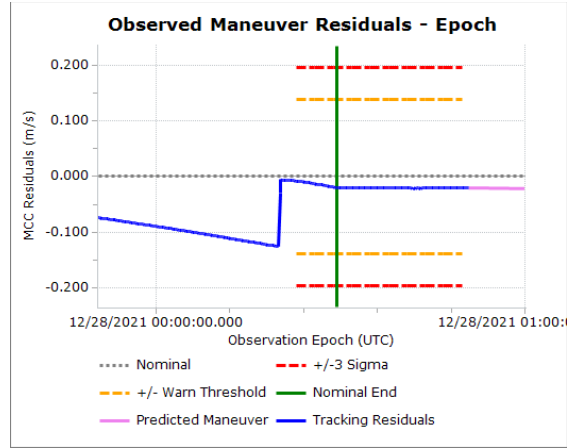 Observed Maneuver Residuals - Epoch
0.200
0.100
0.000
-0.100
-0.200
MCC Residuals (m/s)
12/28/2021 00:00:00.000
12/28/2021 01:00:0
Observation Epoch (UTC)
Nominal
+/-3 Sigma
+/- Warn Threshold
Nominal End
Predicted Maneuver
Tracking Residuals